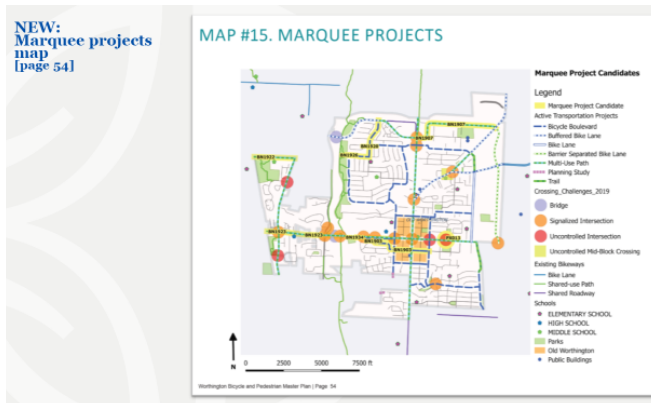 NEW:
Marquee projects
map
[page 54]
MAP #15. MARQUEE PROJECTS
Marquee Project Candidates
Legend
Marquee Project Candidate
Active Transportation Projects
Bicycle Boulevard
Buffered Bike Lane
Bike Lane
Barrier Separated Bike Lane
Multi-Use Path
Planning Study
Trail
Crossing_Challenges_2019
Bridge
Signalized Intersection
Uncontrolled Intersection
Uncontrolled Mid-Block Crossing
Existing Bikeways
Bike Lane
Shared-use Path
Shared Roadway
Schools
ELEMENTARY SCHOOL
HIGH SCHOOL
MIDDLE SCHOOL
Parks
Old Worthington
Public Buildings
BN1907
BN1907
BN1922
N
0 2500 5000 7500 ft
Worthington Bicycle and Pedestrian Master Plan | Page 54